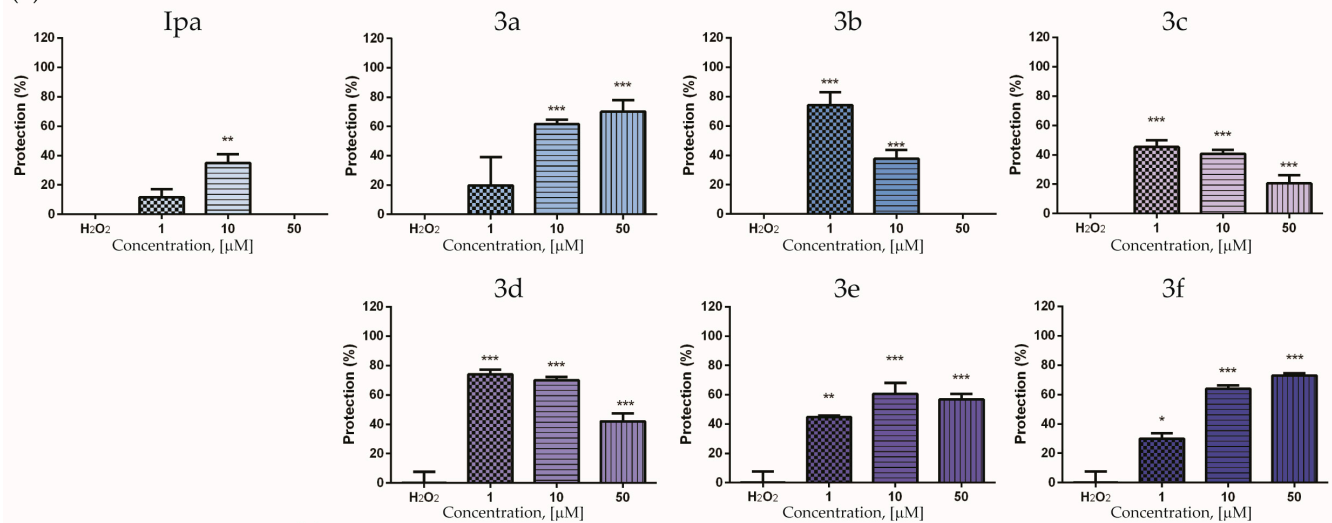 Ipa
120
100
80
60
40
20
0
Protection (%)
**
H2O2 1 10 50
Concentration, [μM]
3a
120
100
80
60
40
20
0
Protection (%)
*** ***
H2O2 1 10 50
Concentration, [μM]
3b
120
100
80
60
40
20
0
Protection (%)
*** ***
H2O2 1 10 50
Concentration, [μM]
3c
120
100
80
60
40
20
0
Protection (%)
*** *** ***
H2O2 1 10 50
Concentration, [μM]
3d
120
100
80
60
40
20
0
Protection (%)
*** *** ***
H2O2 1 10 50
Concentration, [μM]
3e
120
100
80
60
40
20
0
Protection (%)
** *** ***
H2O2 1 10 50
Concentration, [μM]
3f
120
100
80
60
40
20
0
Protection (%)
* *** ***
H2O2 1 10 50
Concentration, [μM]